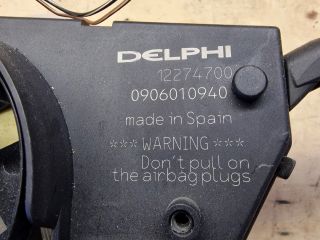 DELPHI
12274700
0906010940
made in Spain
*** WARNING ***
Don't pull on
the airbag plugs